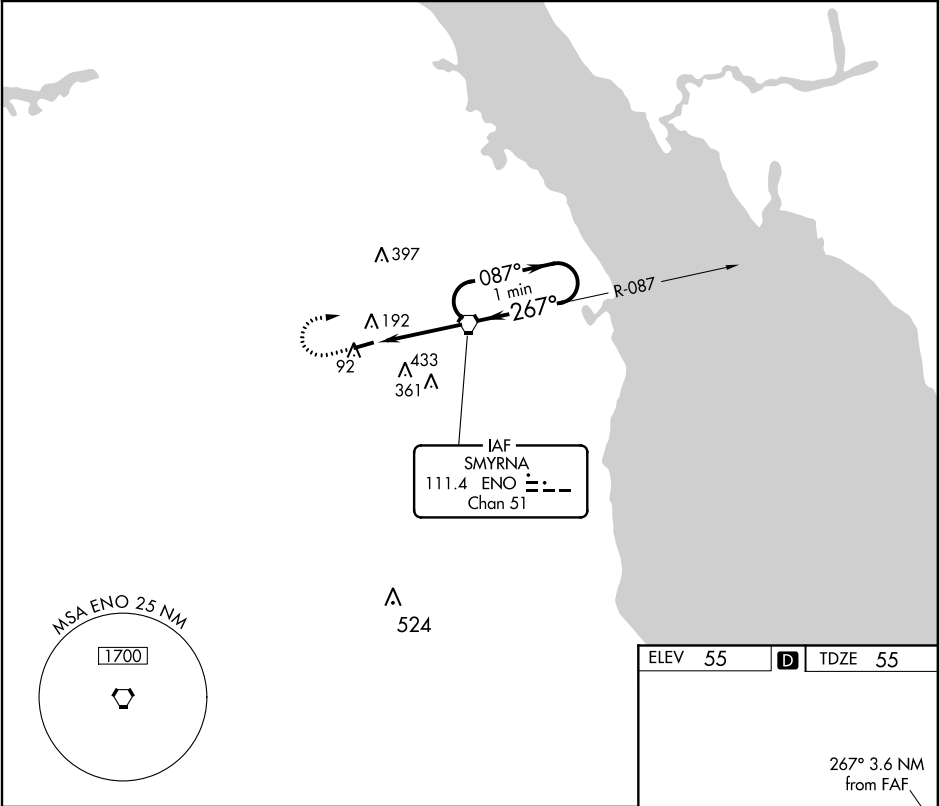 397
087°
1 min
267°
R-087
192
92
433
361
IAF
SMYRNA
111.4 ENO
Chan 51
524
MSA ENO 25 NM
1700
ELEV 55 D TDZE 55
267° 3.6 NM
from FAF